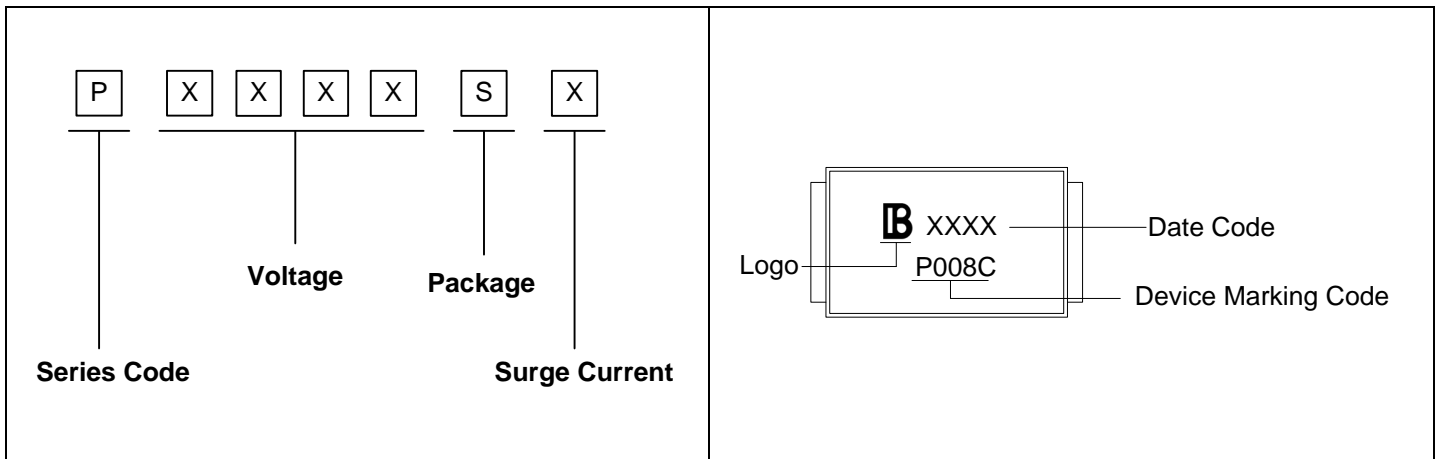 P X X X X S X
Voltage
Package
Series Code
Surge Current
B XXXX
Date Code
Logo
P008C
Device Marking Code